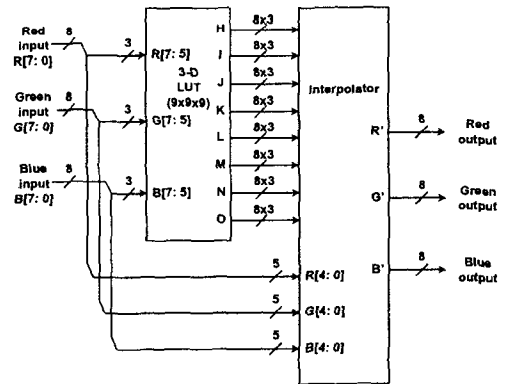 Red
input
R[7: 0]
8
3
R[7: 5]
Green
input
G[7: 0]
8
3
G[7: 5]
Blue
input
B[7: 0]
8
3
B[7: 5]
3-D
LUT
(9x9x9)
H
8x3
I
8x3
J
8x3
K
8x3
L
8x3
M
8x3
N
8x3
O
8x3
Interpolator
5
R[4: 0]
5
G[4: 0]
5
B[4: 0]
R'
8
Red
output
G'
8
Green
output
B'
8
Blue
output